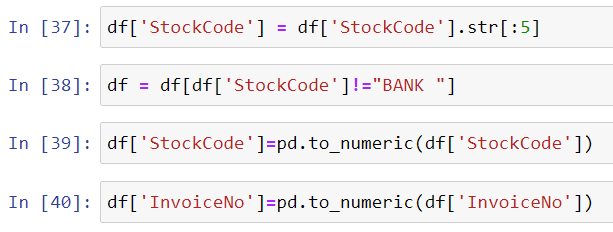 In [37]: df['StockCode'] = df['StockCode'].str[:5]
In [38]: df = df[df['StockCode']!="BANK "]
In [39]: df['StockCode']=pd.to_numeric(df['StockCode'])
In [40]: df['InvoiceNo']=pd.to_numeric(df['InvoiceNo'])